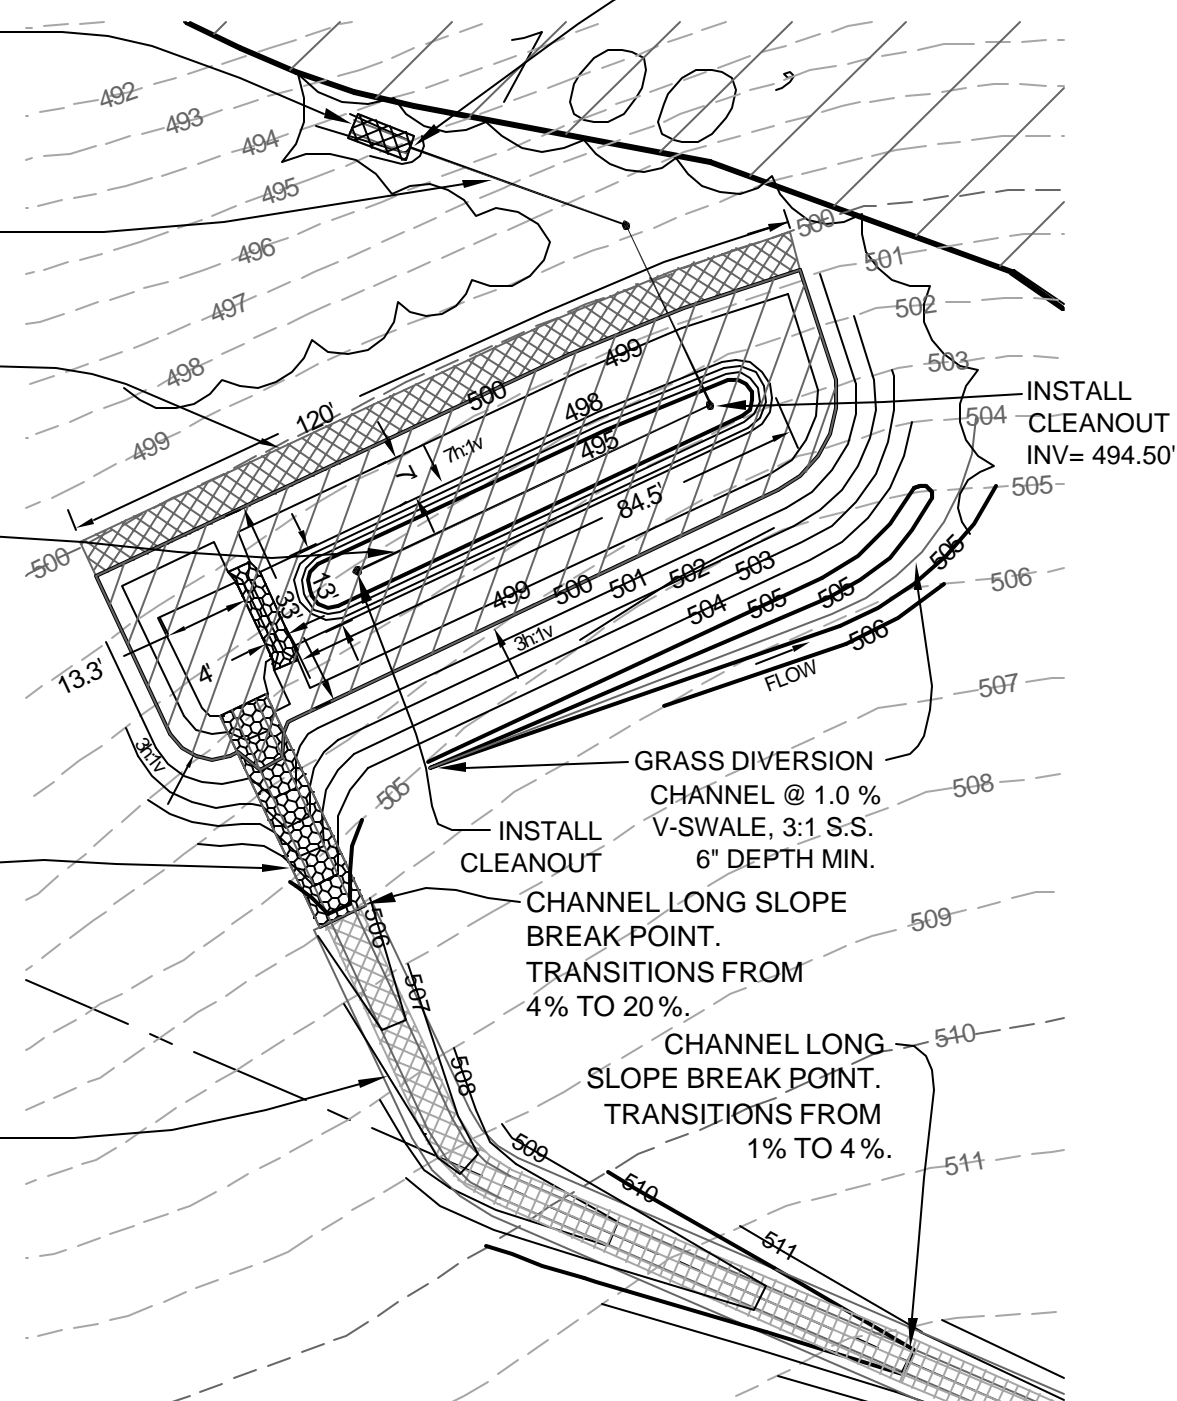 492
493
494
495
496
497
498
499
500
500
501
502
503
504
505
506
507
508
509
510
511
120'
500
499
498
495
7
7h:1v
84.5'
13'
33'
4'
13.3'
3h:1v
499
500
501
502
503
504
505
505
505
506
3h:1v
FLOW
505
INSTALL
CLEANOUT
INV= 494.50'
GRASS DIVERSION
CHANNEL @ 1.0 %
V-SWALE, 3:1 S.S.
6" DEPTH MIN.
INSTALL
CLEANOUT
CHANNEL LONG SLOPE
BREAK POINT.
TRANSITIONS FROM
4% TO 20%.
CHANNEL LONG
SLOPE BREAK POINT.
TRANSITIONS FROM
1% TO 4%.
506
507
508
509
510
511